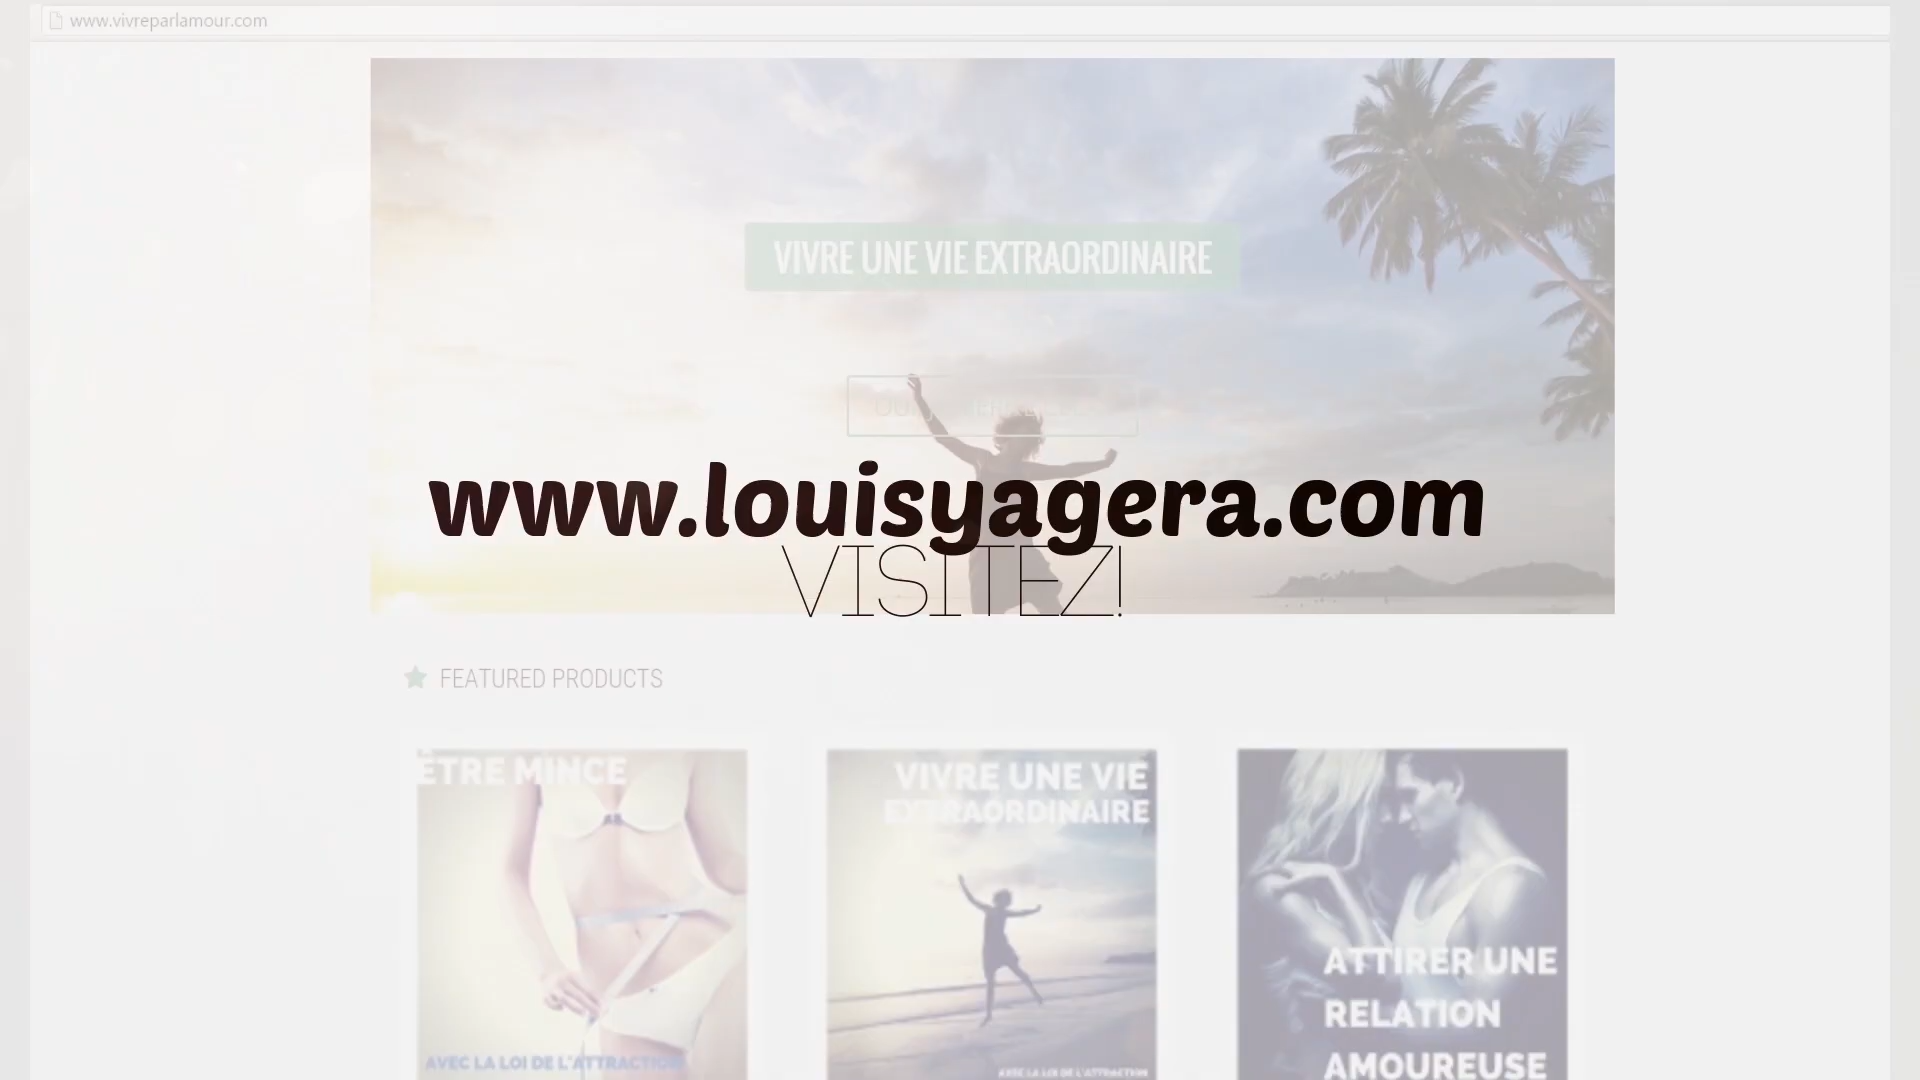 www.vivreparlamour.com
VIVRE UNE VIE EXTRAORDINAIRE
www.louisyagera.com
VISITEZ!
FEATURED PRODUCTS
ÊTRE MINCE
AVEC LA LOI DE L'ATTRACTION
VIVRE UNE VIE
EXTRAORDINAIRE
AVEC LA LOI DE L'ATTRACTION
ATTIRER UNE
RELATION
AMOUREUSE